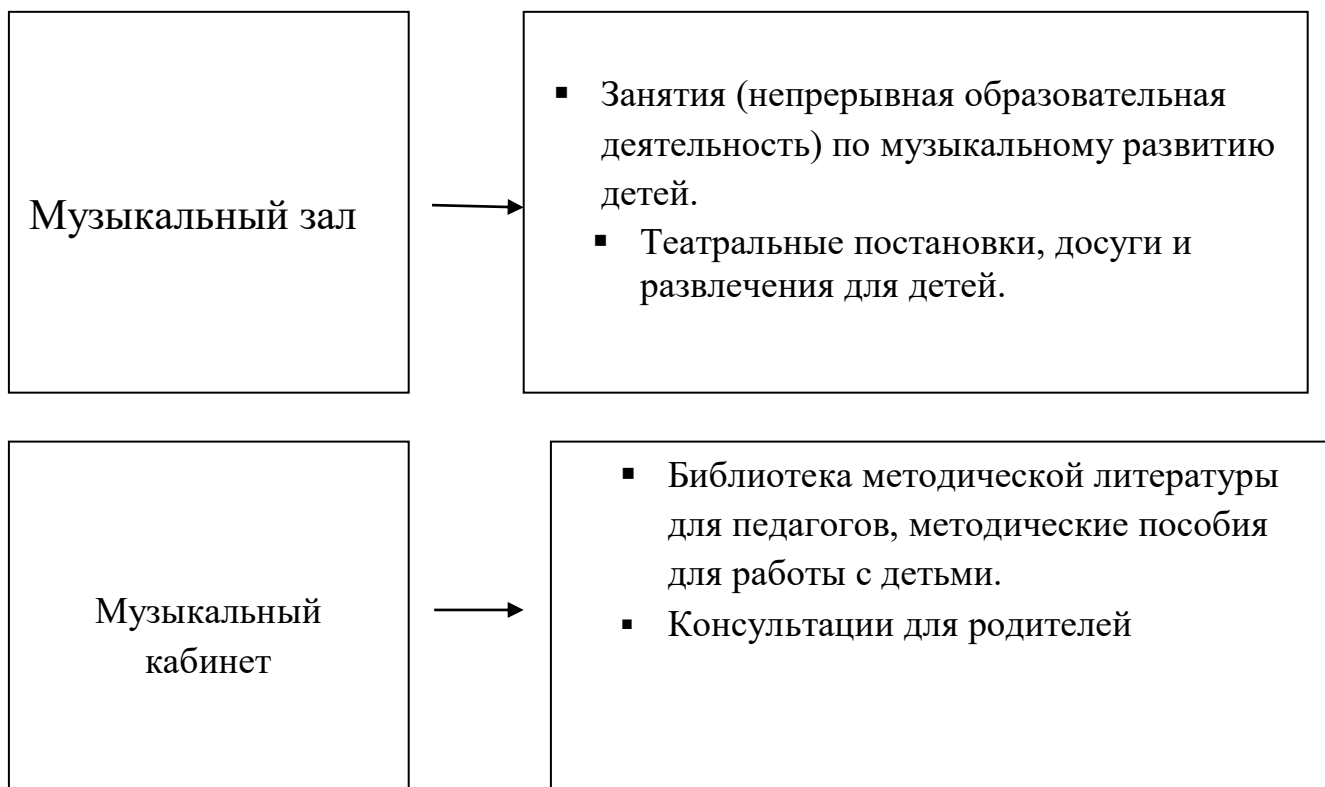 Музыкальный зал
▪ Занятия (непрерывная образовательная
деятельность) по музыкальному развитию
детей.
▪ Театральные постановки, досуги и
развлечения для детей.
Музыкальный
кабинет
▪ Библиотека методической литературы
для педагогов, методические пособия
для работы с детьми.
▪ Консультации для родителей